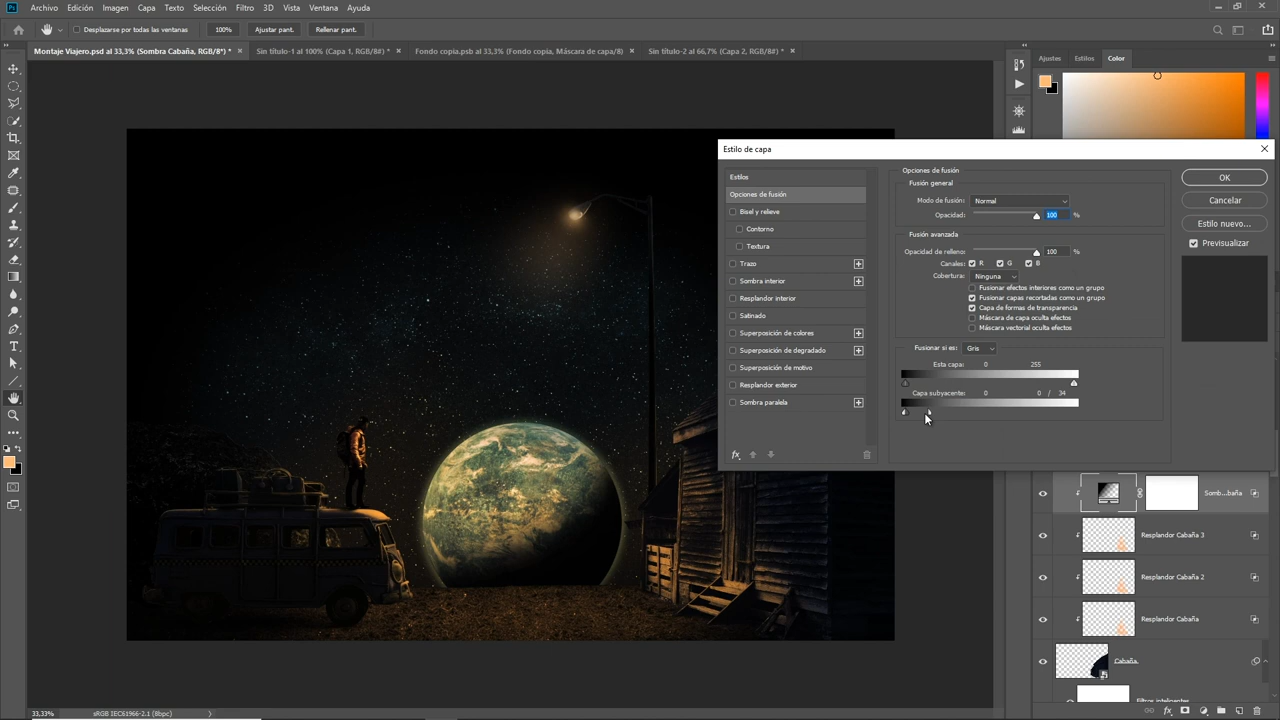 Ps Archivo Edición Imagen Capa Texto Selección Filtro 3D Vista Ventana Ayuda
Desplazarse por todas las ventanas 100% Ajustar pant. Rellenar pant.
Montaje Viajero.psd al 33,3% (Sombra Cabaña, RGB/8*) * × Sin título-1 al 100% (Capa 1, RGB/8#) * × Fondo copia.psb al 33,3% (Fondo copia, Máscara de capa/8) × Sin título-2 al 66,7% (Capa 2, RGB/8#) * ×
Ajustes Estilos Color
Estilo de capa
Estilos
Opciones de fusión
Bisel y relieve
Contorno
Textura
Trazo
Sombra interior
Resplandor interior
Satinado
Superposición de colores
Superposición de degradado
Superposición de motivo
Resplandor exterior
Sombra paralela
fx
Opciones de fusión
Fusión general
Modo de fusión: Normal
Opacidad: 100 %
Fusión avanzada
Opacidad de relleno: 100 %
Canales: R G B
Cobertura: Ninguna
Fusionar efectos interiores como un grupo
Fusionar capas recortadas como un grupo
Capa de formas de transparencia
Máscara de capa oculta efectos
Máscara vectorial oculta efectos
Fusionar si es: Gris
Esta capa: 0 255
Capa subyacente: 0 0 / 34
OK
Cancelar
Estilo nuevo...
Previsualizar
Somb...baña
Resplandor Cabaña 3
Resplandor Cabaña 2
Resplandor Cabaña
Cabaña
Filtros inteligentes
33,33% sRGB IEC61966-2.1 (8bpc)
fx